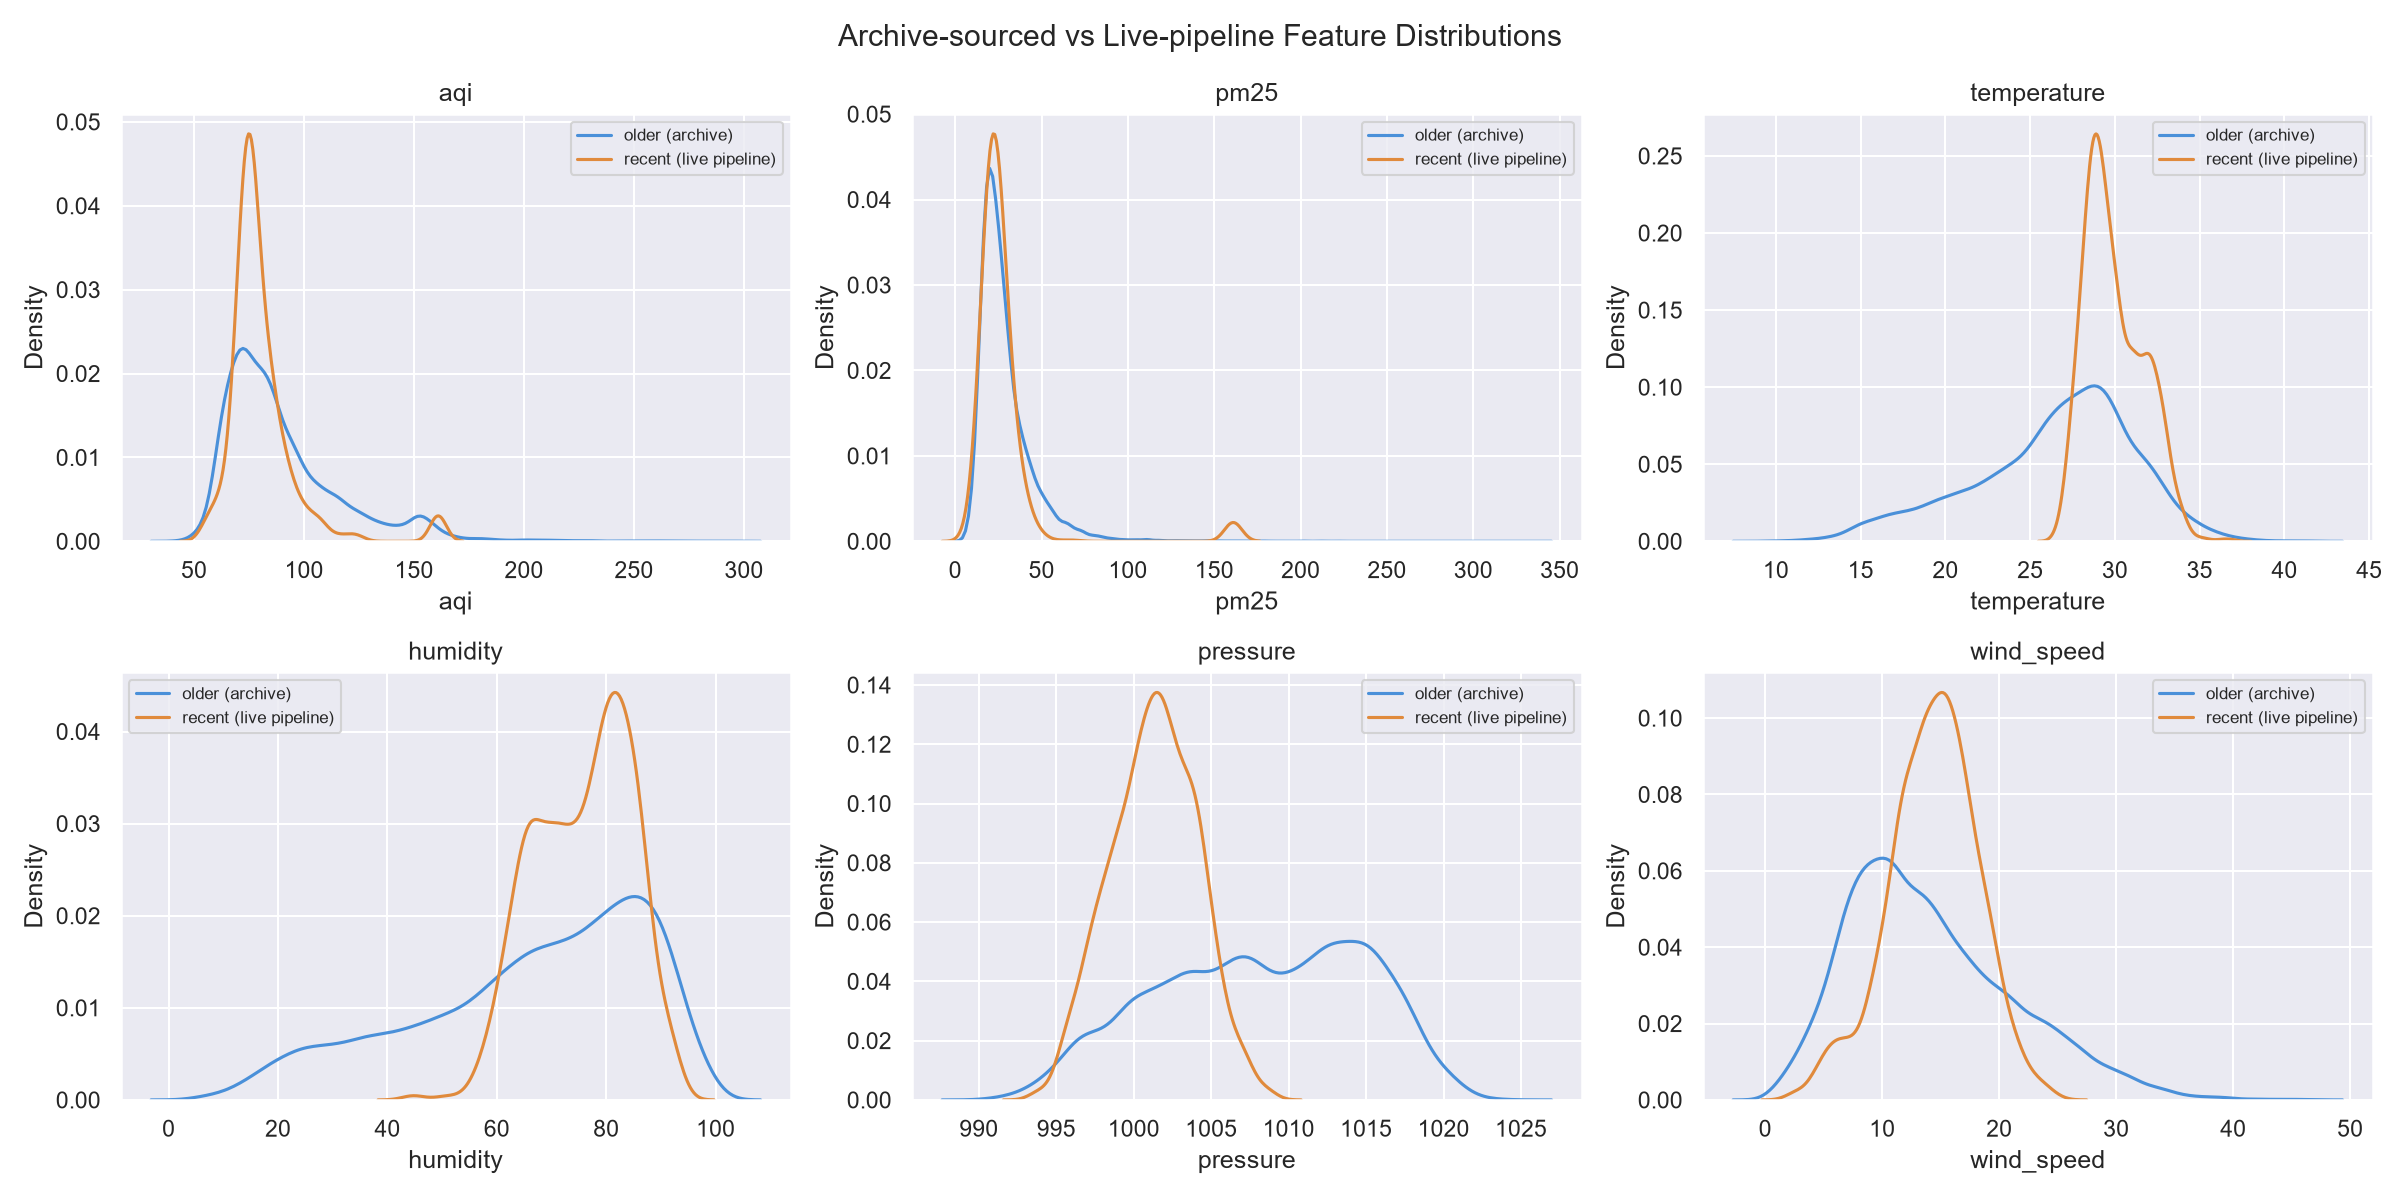 Archive-sourced vs Live-pipeline Feature Distributions
aqi
pm25
temperature
older (archive)
recent (live pipeline)
older (archive)
recent (live pipeline)
older (archive)
recent (live pipeline)
Density
0.05
0.04
0.03
0.02
0.01
0.00
Density
0.05
0.04
0.03
0.02
0.01
0.00
Density
0.25
0.20
0.15
0.10
0.05
0.00
50 100 150 200 250 300
0 50 100 150 200 250 300 350
10 15 20 25 30 35 40 45
aqi
pm25
temperature
humidity
pressure
wind_speed
older (archive)
recent (live pipeline)
older (archive)
recent (live pipeline)
older (archive)
recent (live pipeline)
Density
0.04
0.03
0.02
0.01
0.00
Density
0.14
0.12
0.10
0.08
0.06
0.04
0.02
0.00
Density
0.10
0.08
0.06
0.04
0.02
0.00
0 20 40 60 80 100
990 995 1000 1005 1010 1015 1020 1025
0 10 20 30 40 50
humidity
pressure
wind_speed